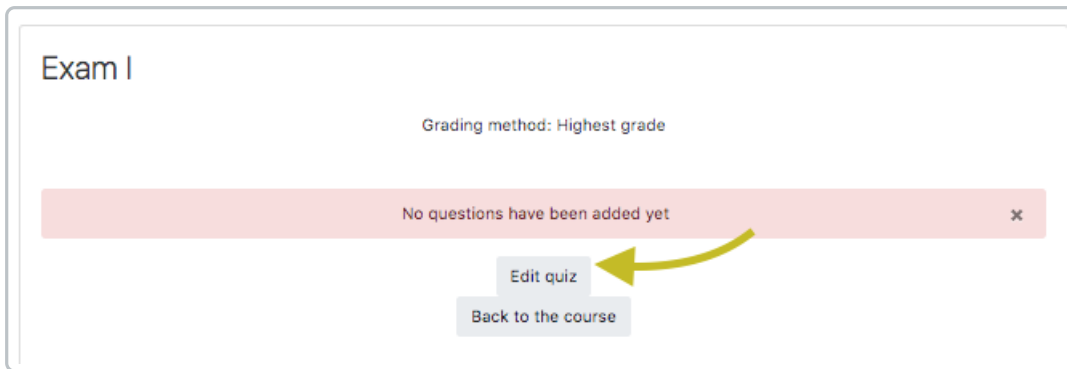 Exam I
Grading method: Highest grade
No questions have been added yet ×
Edit quiz
Back to the course